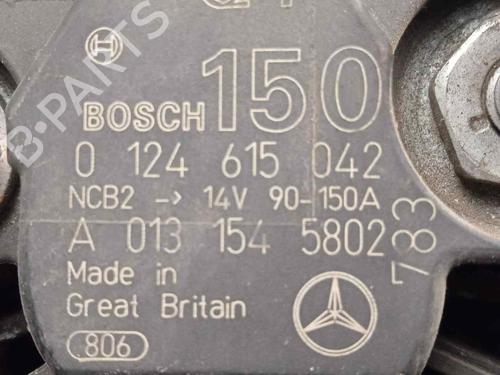 150
BOSCH
0 124 615 042
NCB2 -> 14V 90-150A
A 013 154 5802
783
Made in
Great Britain
806
B-PARTS